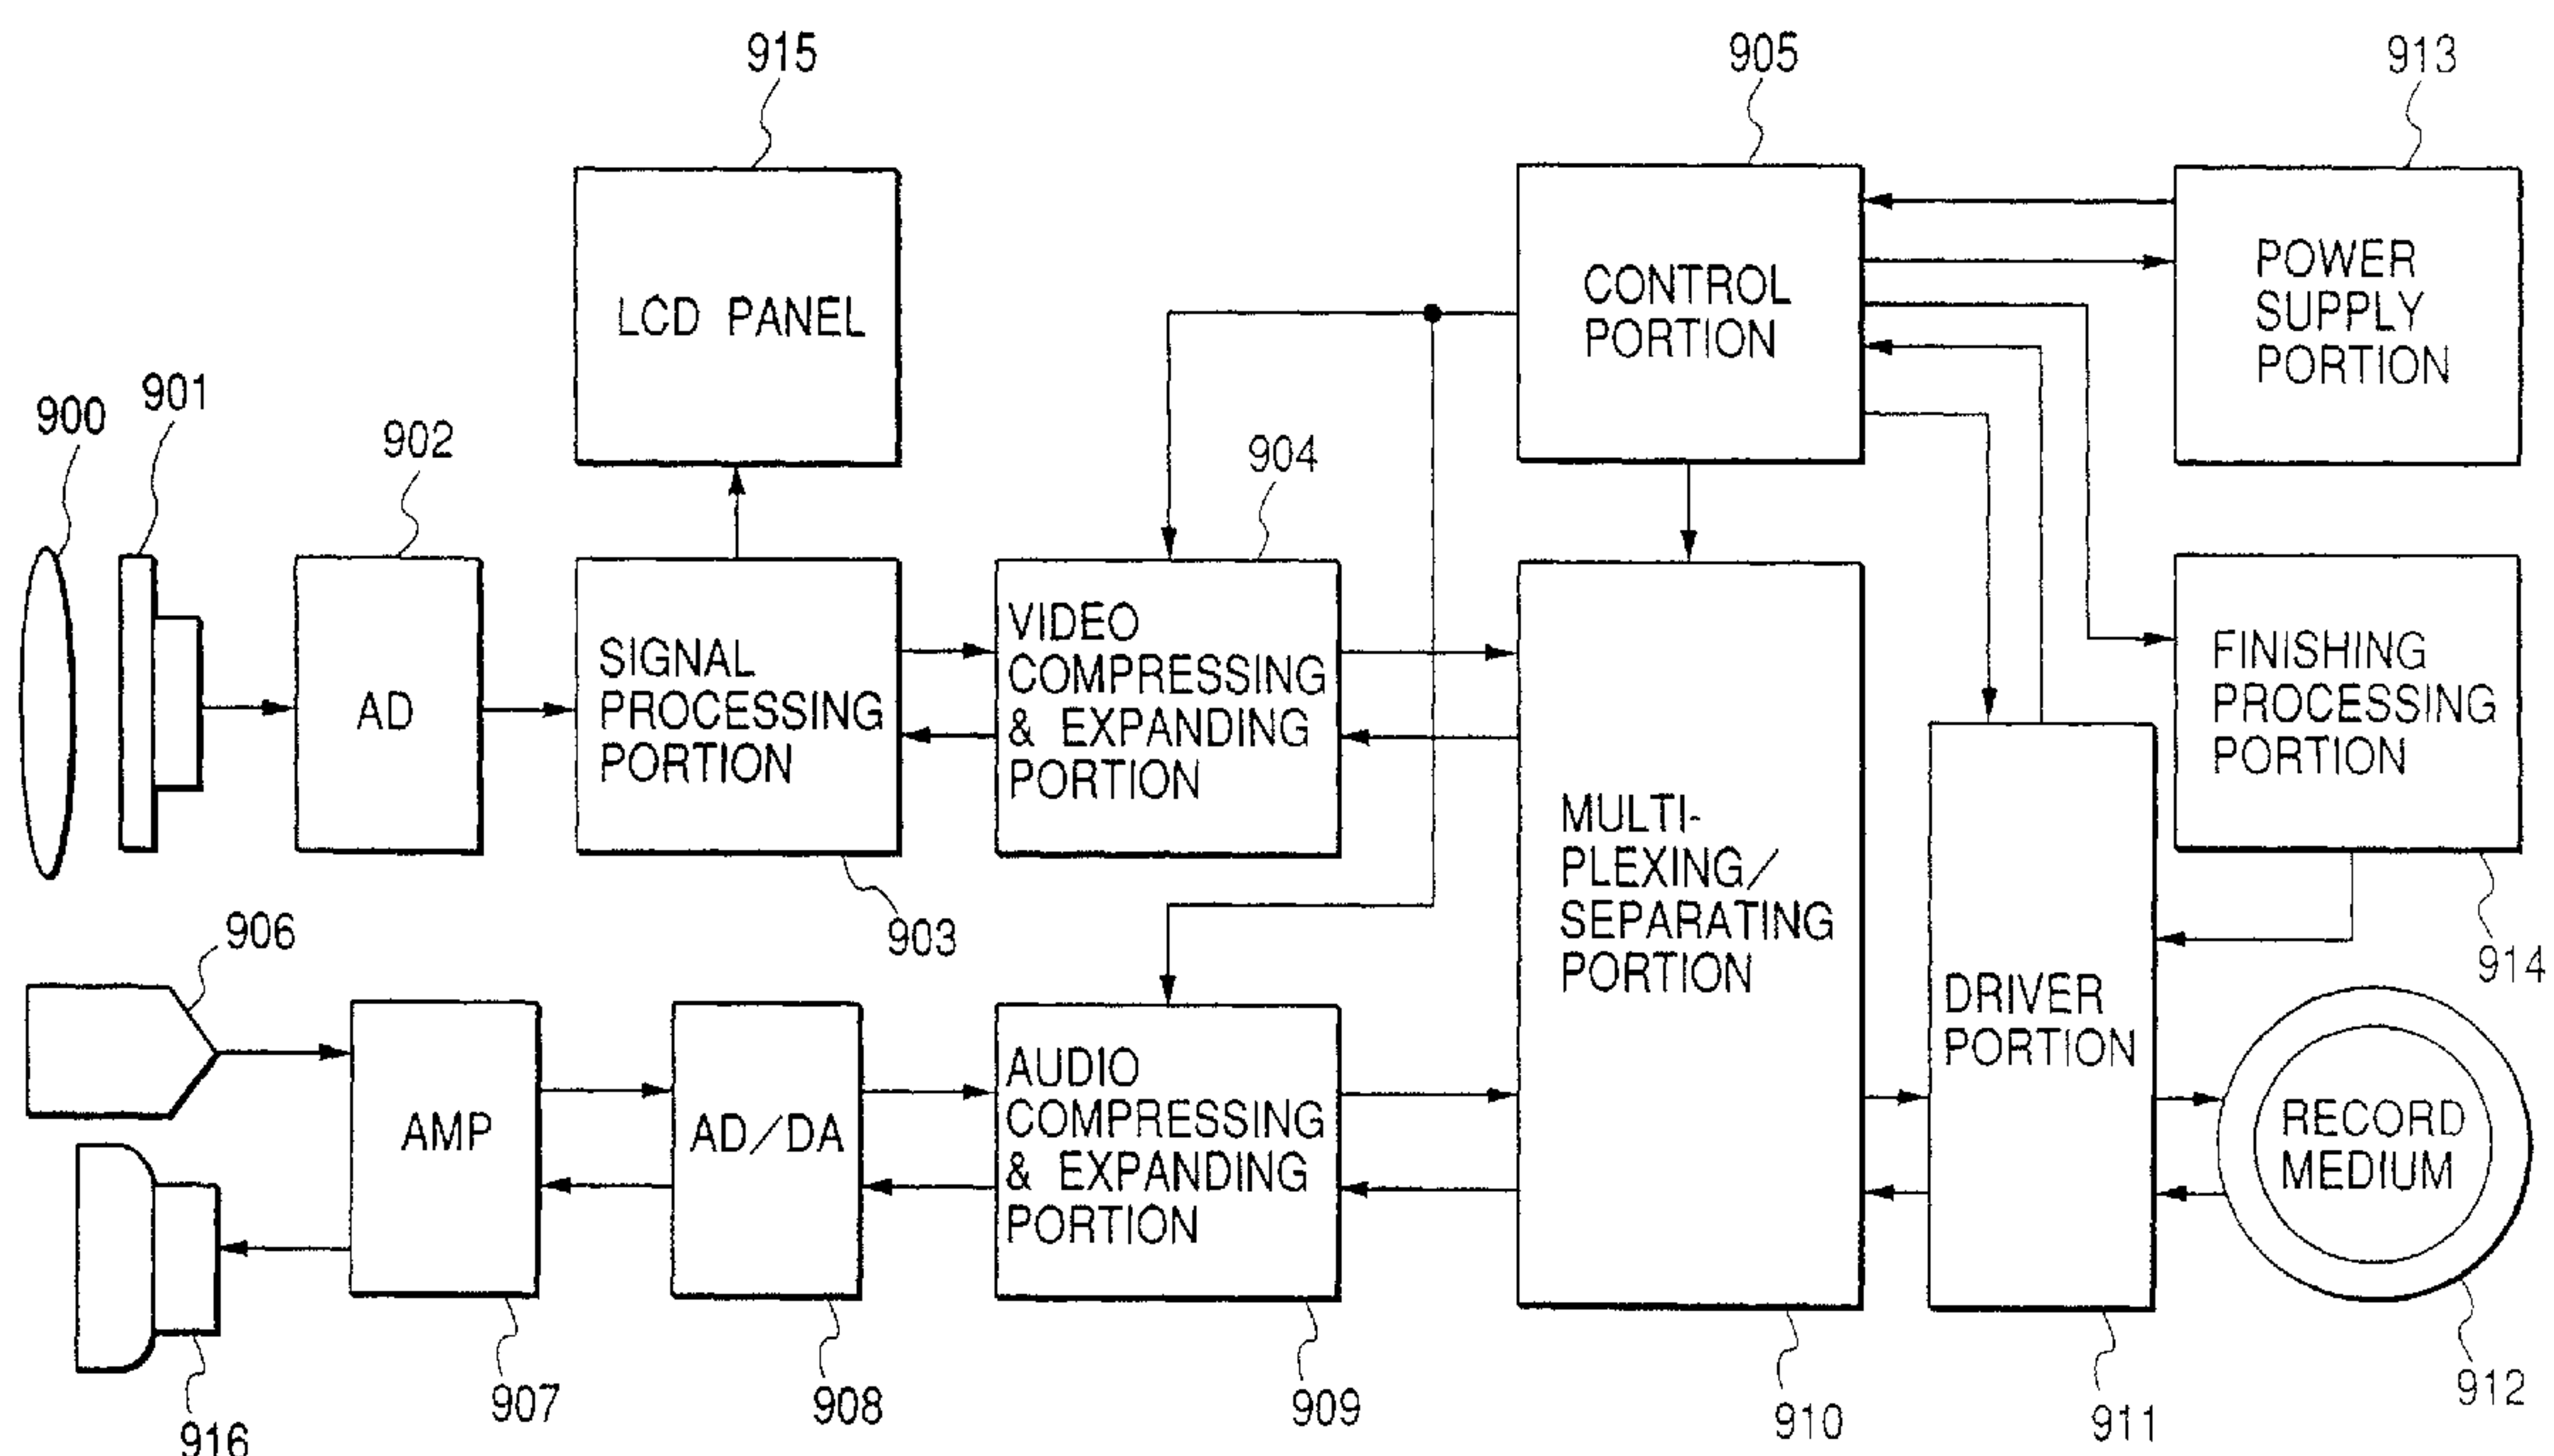 915
905
913
LCD PANEL
CONTROL
PORTION
POWER
SUPPLY
PORTION
900
901
902
904
AD
SIGNAL
PROCESSING
PORTION
VIDEO
COMPRESSING
& EXPANDING
PORTION
MULTI-
PLEXING/
SEPARATING
PORTION
FINISHING
PROCESSING
PORTION
903
906
914
AMP
AD/DA
AUDIO
COMPRESSING
& EXPANDING
PORTION
DRIVER
PORTION
RECORD
MEDIUM
916
907
908
909
910
911
912